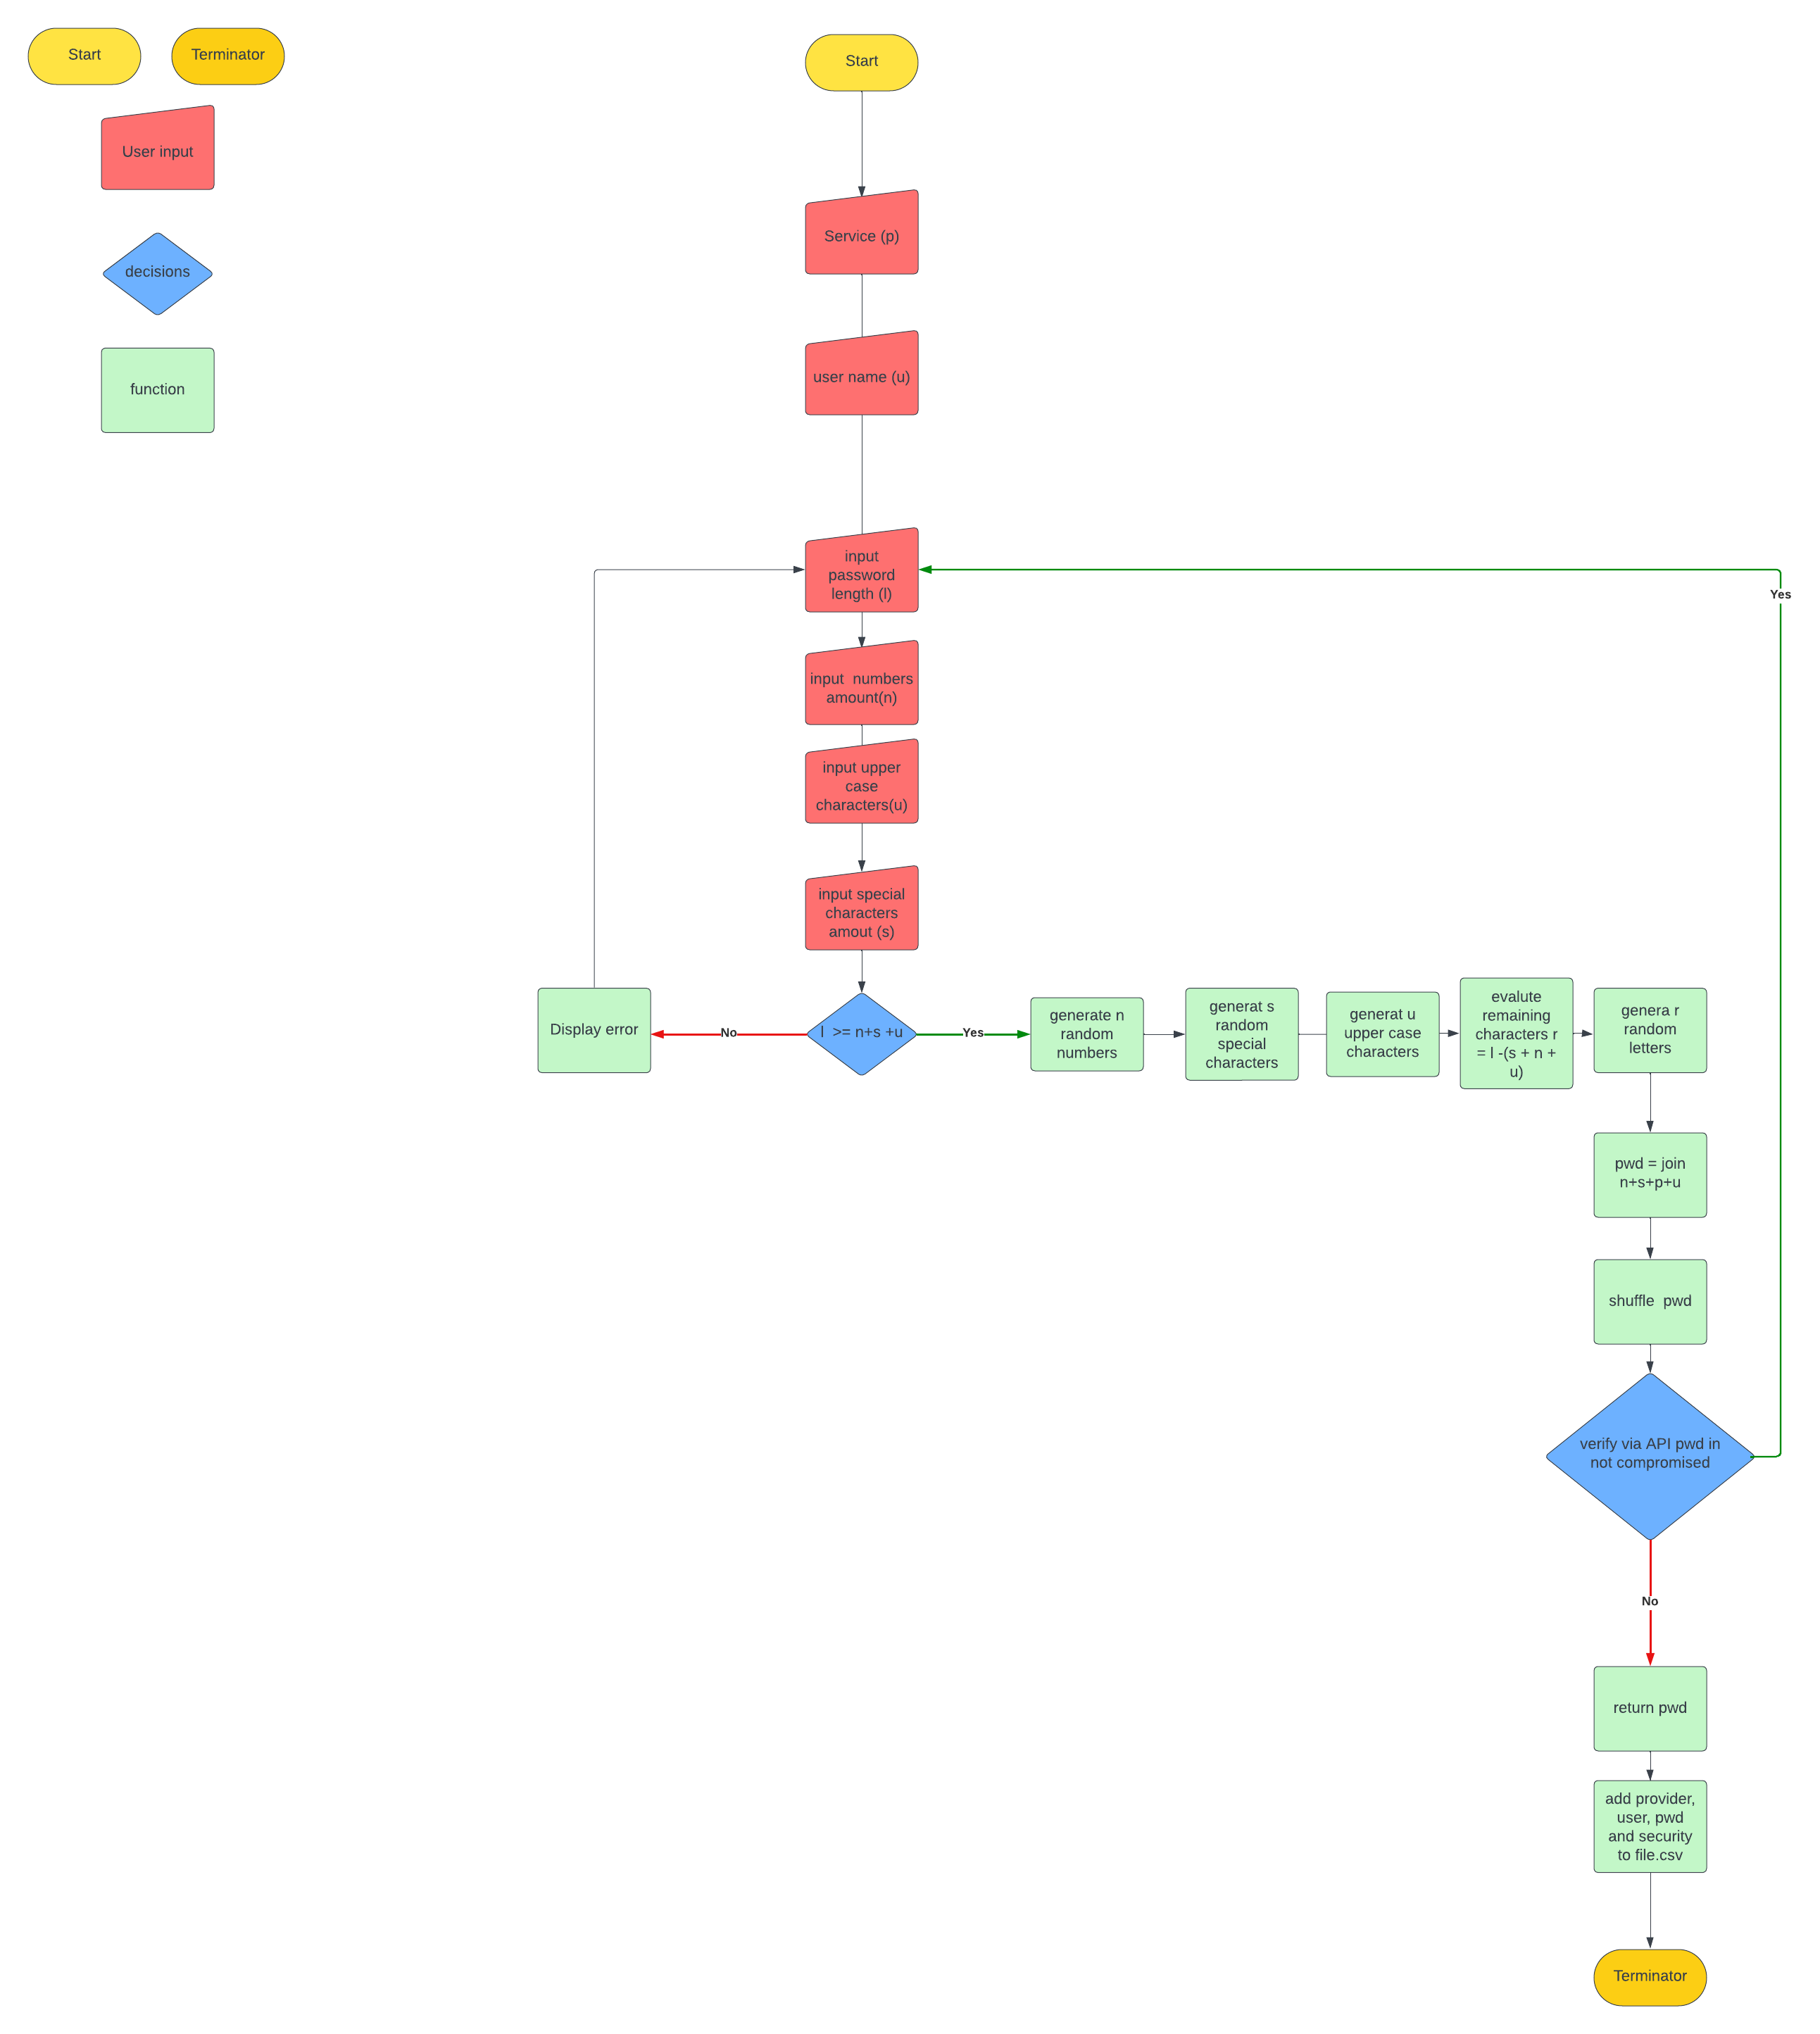 Start
Terminator
User input
decisions
function
Start
Service (p)
user name (u)
input
password
length (l)
Yes
input  numbers
amount(n)
input upper
case
characters(u)
input special
characters
amout (s)
Display error
No
l  >= n+s +u
Yes
generate n
random
numbers
generat s
random
special
characters
generat u
upper case
characters
evalute
remaining
characters r
= l -(s + n +
u)
genera r
random
letters
pwd = join
n+s+p+u
shuffle  pwd
verify via API pwd in
not compromised
No
return pwd
add provider,
user, pwd
and security
to file.csv
Terminator